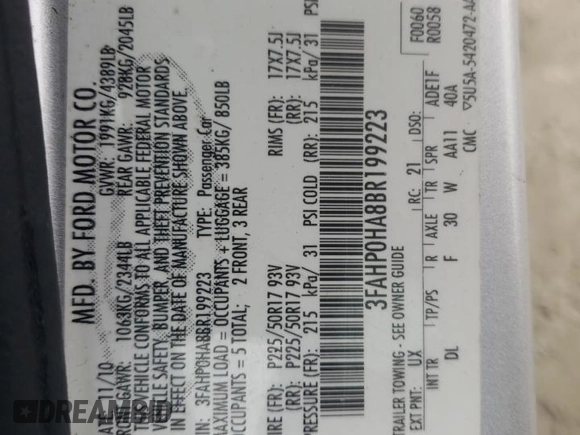 MFD. BY FORD MOTOR CO.
11/10 GVWR: 1991KG/4389LB
GAWR: 1063KG/2344LB REAR GAWR: 928KG/2045LB
VEHICLE CONFORMS TO ALL APPLICABLE FEDERAL MOTOR
VEHICLE SAFETY, BUMPER, AND THEFT PREVENTION STANDARDS
IN EFFECT ON THE DATE OF MANUFACTURE SHOWN ABOVE.
3FAHP0HA8BR199223 TYPE: Passenger Car
MAXIMUM LOAD = OCCUPANTS + LUGGAGE = 385KG/ 850LB
OCCUPANTS = 5 TOTAL; 2 FRONT, 3 REAR
(FR): P225/50R17 93V RIMS (FR): 17X7.5J
(RR): P225/50R17 93V (RR): 17X7.5J
PRESSURE (FR): 215 kPa/ 31 PSI COLD (RR): 215 kPa/ 31 PSI
3FAHP0HA8BR199223
F0060
R0058
TRAILER TOWING - SEE OWNER GUIDE
EXT PNT: UX RC: 21 DSO:
INT TR TP/PS R AXLE TR SPR ADE1F
DL F 30 W AA11 40A
CMC 5U5A-5420472-AA
DREAMBID